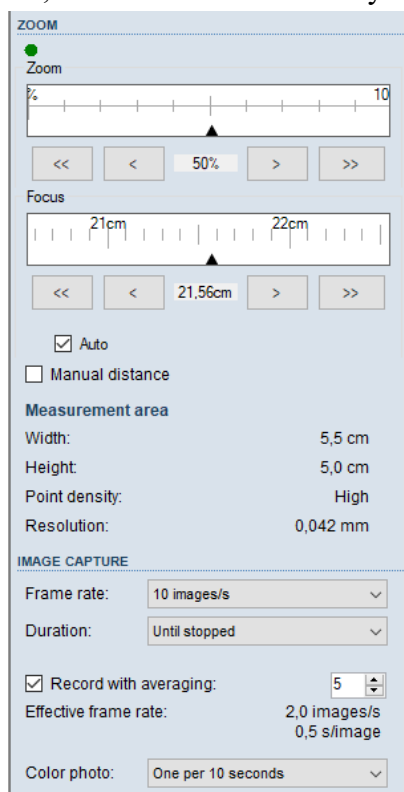 ZOOM
Zoom
% 10
<< < 50% > >>
Focus
21cm 22cm
<< < 21,56cm > >>
Auto
Manual distance
Measurement area
Width: 5,5 cm
Height: 5,0 cm
Point density: High
Resolution: 0,042 mm
IMAGE CAPTURE
Frame rate: 10 images/s
Duration: Until stopped
Record with averaging: 5
Effective frame rate: 2,0 images/s
0,5 s/image
Color photo: One per 10 seconds